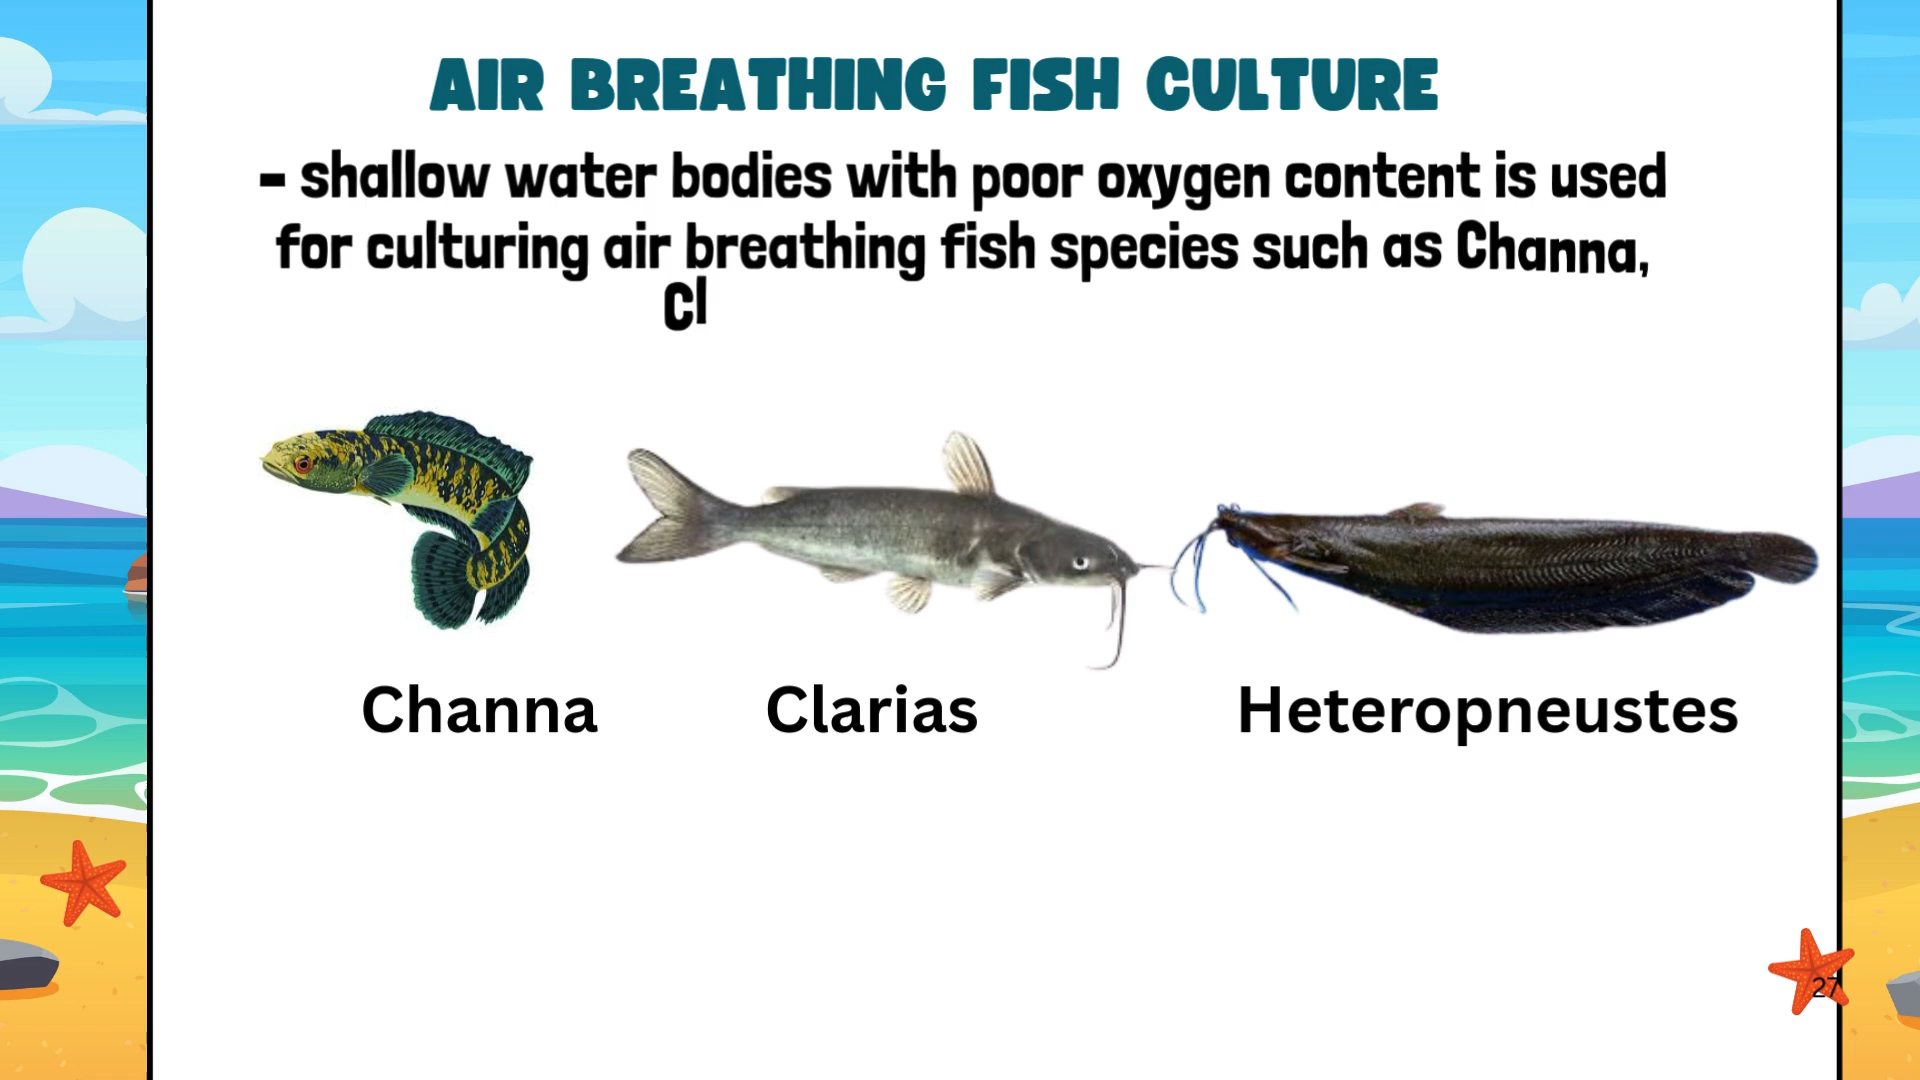 AIR BREATHING FISH CULTURE
- shallow water bodies with poor oxygen content is used
for culturing air breathing fish species such as Channa,
Cl
Channa Clarias Heteropneustes
27